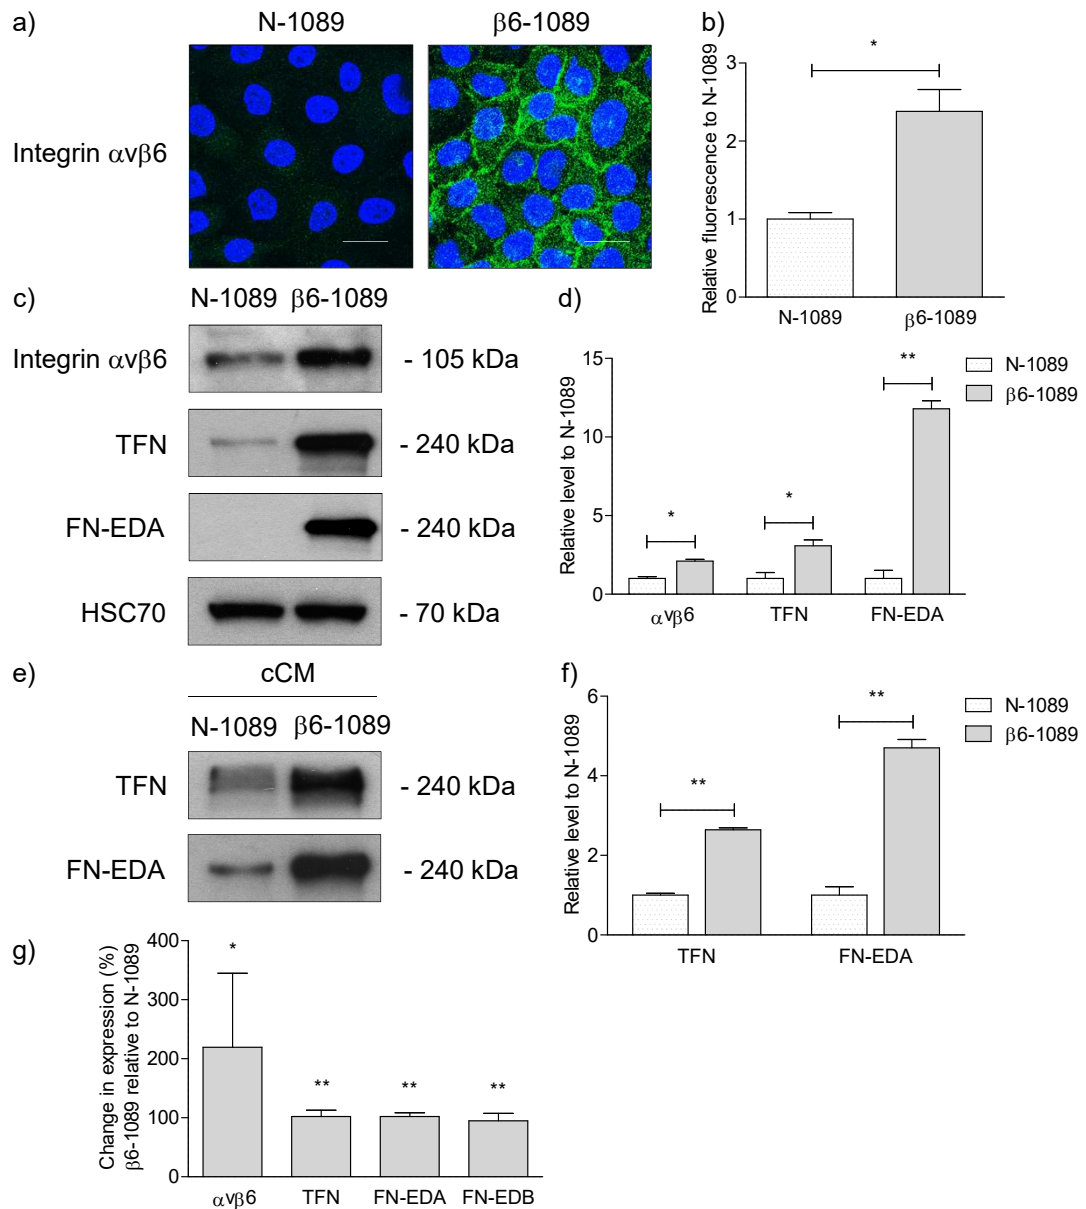 a)
N-1089
β6-1089
Integrin αvβ6
b)
Relative fluorescence to N-1089
3
2
1
0
*
N-1089
β6-1089
c)
N-1089
β6-1089
Integrin αvβ6
- 105 kDa
TFN
- 240 kDa
FN-EDA
- 240 kDa
HSC70
- 70 kDa
d)
Relative level to N-1089
15
10
5
0
*
*
**
αvβ6
TFN
FN-EDA
N-1089
β6-1089
e)
cCM
N-1089
β6-1089
TFN
- 240 kDa
FN-EDA
- 240 kDa
f)
Relative level to N-1089
6
4
2
0
**
**
TFN
FN-EDA
N-1089
β6-1089
g)
Change in expression (%)
β6-1089 relative to N-1089
400
300
200
100
0
*
**
**
**
αvβ6
TFN
FN-EDA
FN-EDB